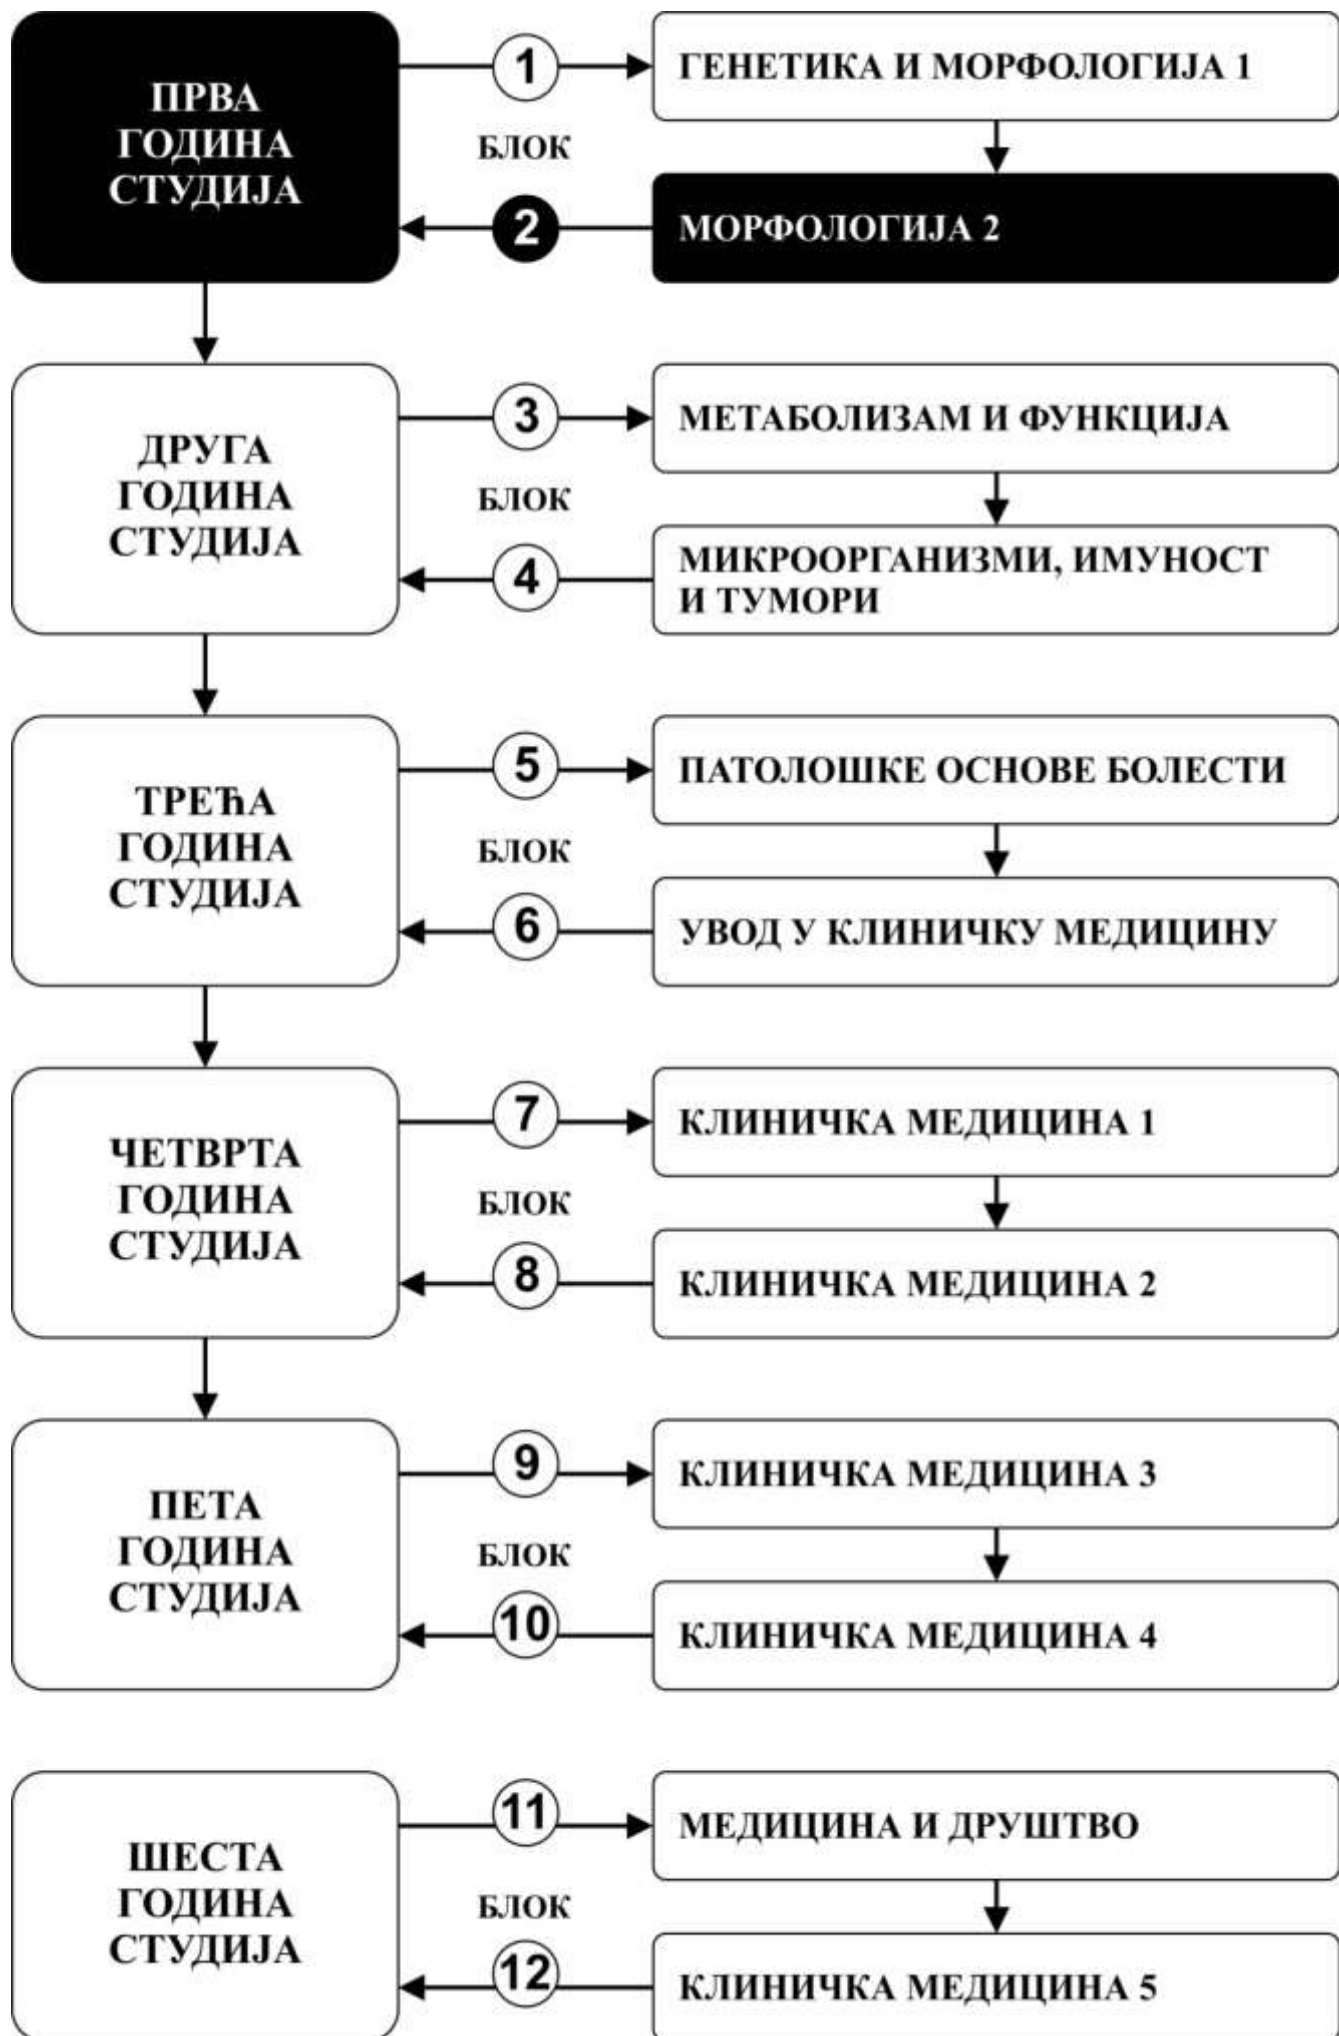 ПРВА
ГОДИНА
СТУДИЈА
1
БЛОК
2
ГЕНЕТИКА И МОРФОЛОГИЈА 1
МОРФОЛОГИЈА 2
ДРУГА
ГОДИНА
СТУДИЈА
3
БЛОК
4
МЕТАБОЛИЗАМ И ФУНКЦИЈА
МИКРООРГАНИЗМИ, ИМУНОСТ
И ТУМОРИ
ТРЕЋА
ГОДИНА
СТУДИЈА
5
БЛОК
6
ПАТОЛОШКЕ ОСНОВЕ БОЛЕСТИ
УВОД У КЛИНИЧКУ МЕДИЦИНУ
ЧЕТВРТА
ГОДИНА
СТУДИЈА
7
БЛОК
8
КЛИНИЧКА МЕДИЦИНА 1
КЛИНИЧКА МЕДИЦИНА 2
ПЕТА
ГОДИНА
СТУДИЈА
9
БЛОК
10
КЛИНИЧКА МЕДИЦИНА 3
КЛИНИЧКА МЕДИЦИНА 4
ШЕСТА
ГОДИНА
СТУДИЈА
11
БЛОК
12
МЕДИЦИНА И ДРУШТВО
КЛИНИЧКА МЕДИЦИНА 5